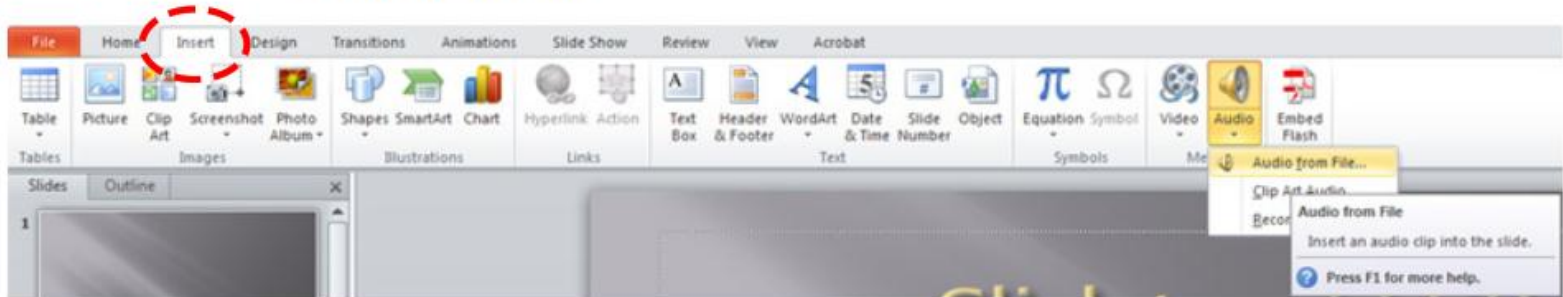 File Home Insert Design Transitions Animations Slide Show Review View Acrobat
Table Picture Clip Art Screenshot Photo Album Shapes SmartArt Chart Hyperlink Action Text Box Header & Footer WordArt Date & Time Slide Number Object Equation Symbol Video Audio Embed Flash
Tables Images Illustrations Links Text Symbols
Audio from File...
Clip Art Audio...
Slides Outline
1
Audio from File
Insert an audio clip into the slide.
Press F1 for more help.